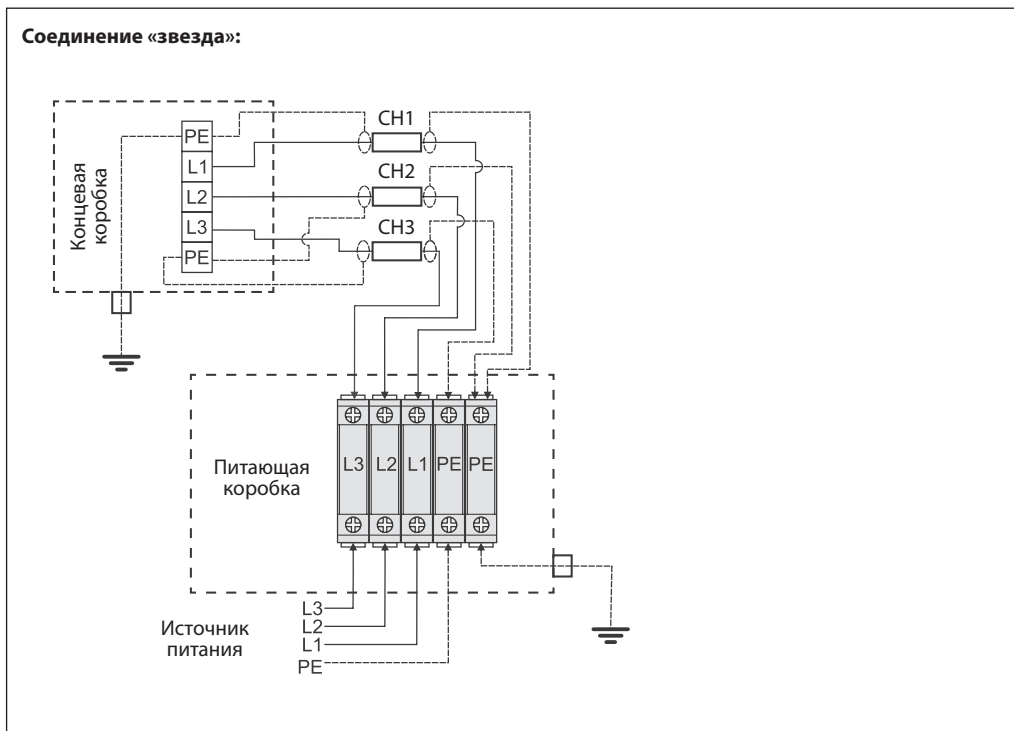 Соединение «звезда»:
CH1
CH2
CH3
Концевая
коробка
PE
L1
L2
L3
PE
Питающая
коробка
L3 L2 L1 PE PE
Источник
питания
L3
L2
L1
PE